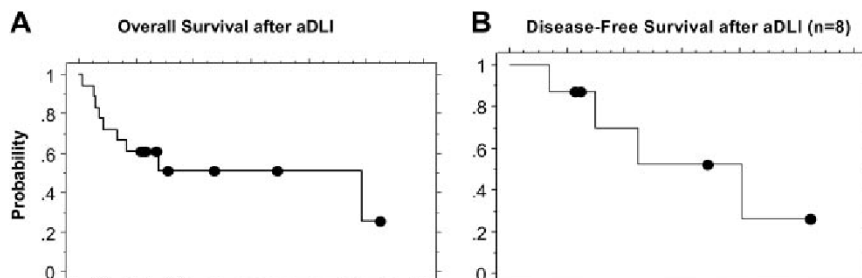 A
Overall Survival after aDLI
1
.8
.6
.4
.2
0
Probability
B
Disease-Free Survival after aDLI (n=8)
1
.8
.6
.4
.2
0